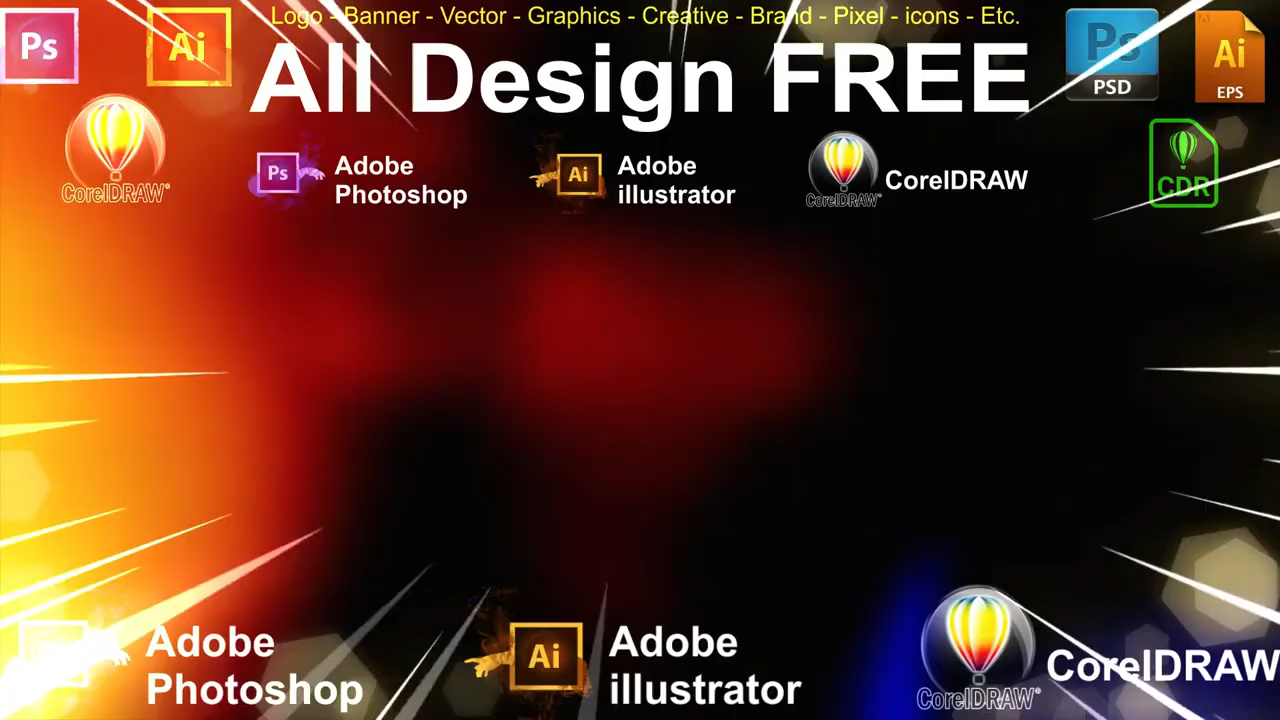 Logo - Banner - Vector - Graphics - Creative - Brand - Pixel - icons - Etc.
All Design FREE
Ps
Ai
Ps
PSD
Ai
EPS
CorelDRAW®
Ps
Adobe
Photoshop
Ai
Adobe
illustrator
CorelDRAW®
CorelDRAW
CDR
Adobe
Photoshop
Ai
Adobe
illustrator
CorelDRAW®
CorelDRAW